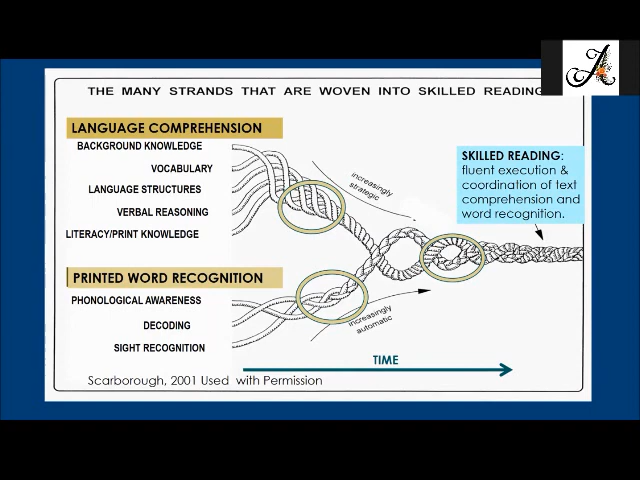 THE MANY STRANDS THAT ARE WOVEN INTO SKILLED READING
LANGUAGE COMPREHENSION
BACKGROUND KNOWLEDGE
VOCABULARY
LANGUAGE STRUCTURES
VERBAL REASONING
LITERACY/PRINT KNOWLEDGE
increasingly
strategic
SKILLED READING:
fluent execution &
coordination of text
comprehension and
word recognition.
PRINTED WORD RECOGNITION
PHONOLOGICAL AWARENESS
DECODING
SIGHT RECOGNITION
increasingly
automatic
TIME
Scarborough, 2001 Used with Permission
A